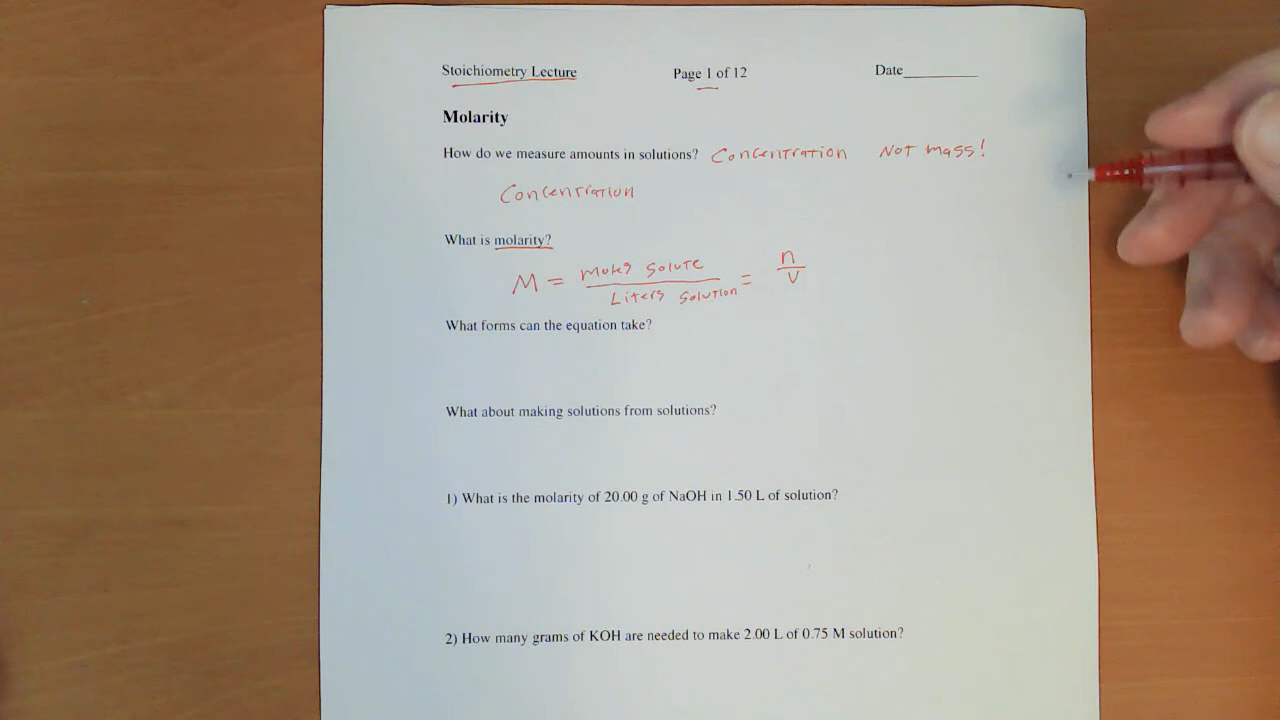 Stoichiometry Lecture Page 1 of 12 Date__________
Molarity
How do we measure amounts in solutions? Concentration NOT mass!
Concentration
What is molarity?
M = moles solute / Liters solution = n / V
What forms can the equation take?
What about making solutions from solutions?
1) What is the molarity of 20.00 g of NaOH in 1.50 L of solution?
2) How many grams of KOH are needed to make 2.00 L of 0.75 M solution?